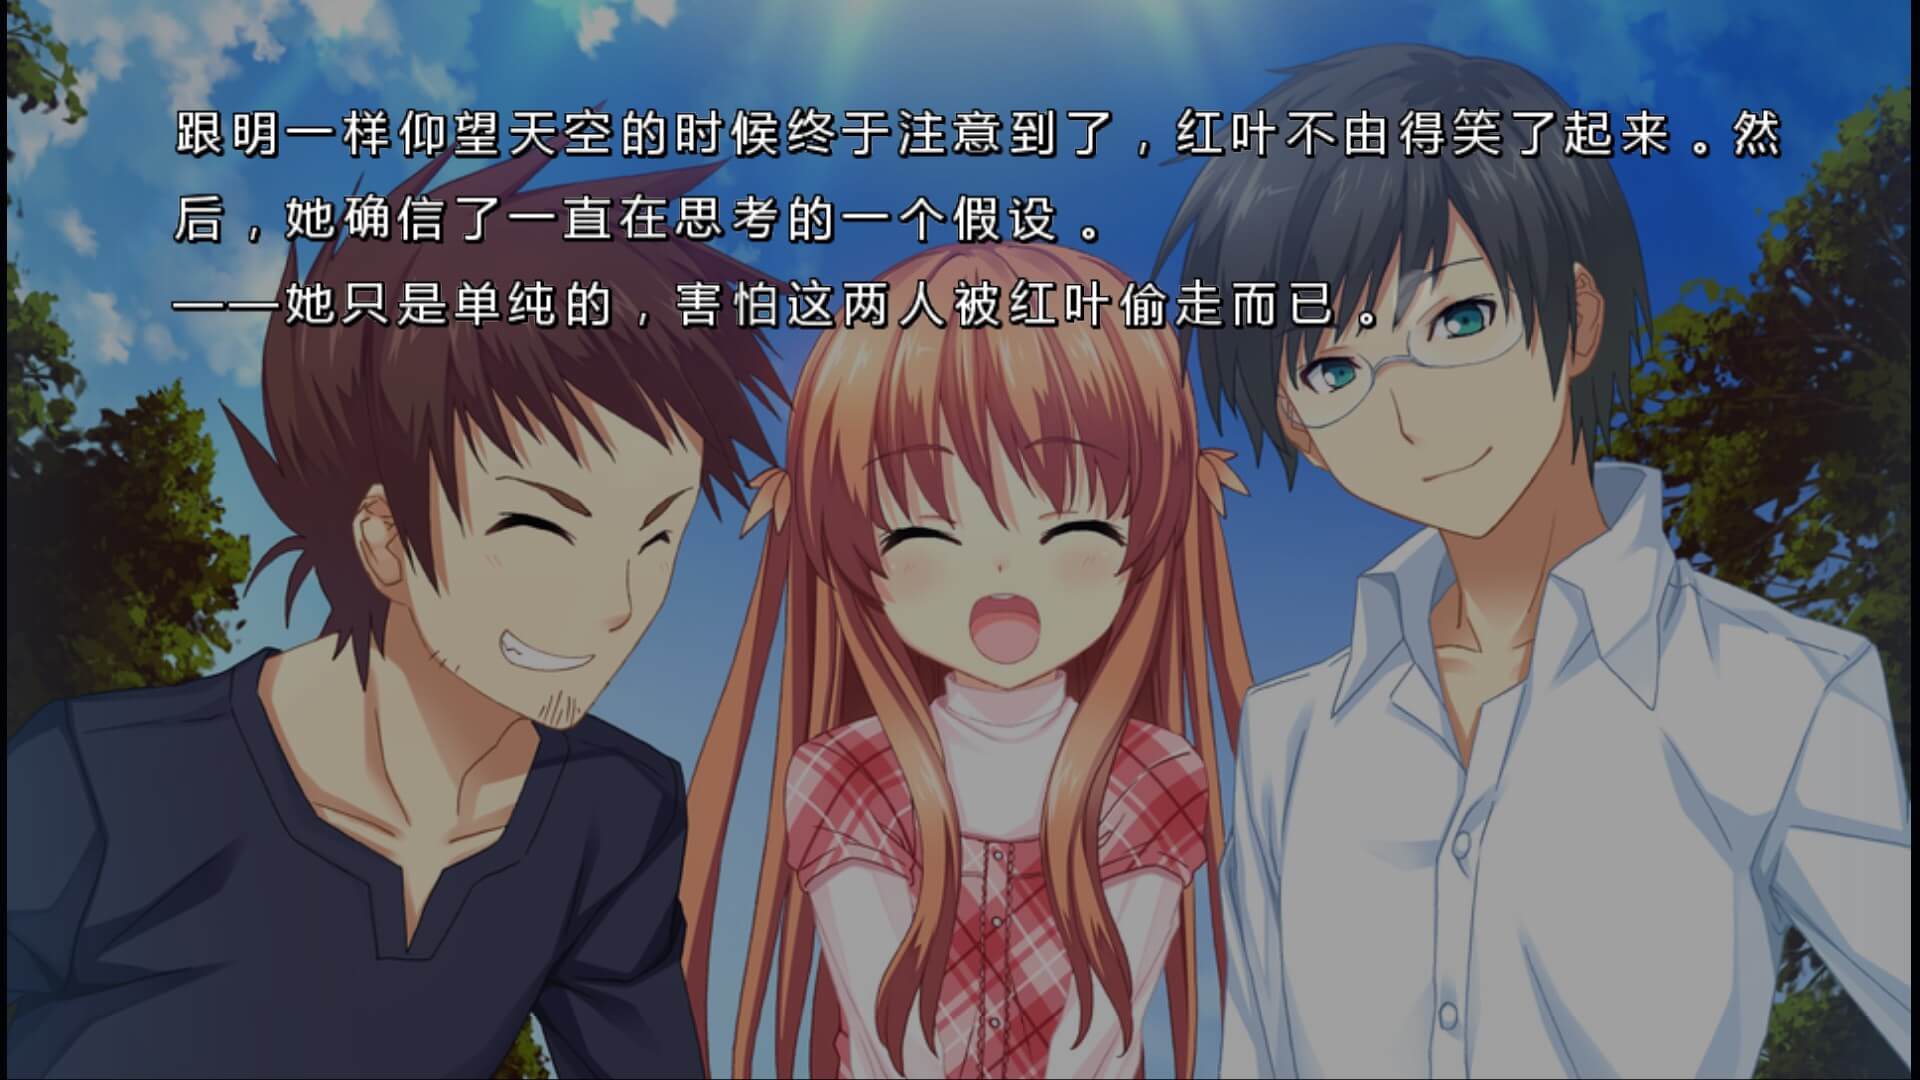 跟明一样仰望天空的时候终于注意到了，红叶不由得笑了起来。然
后，她确信了一直在思考的一个假设。
——她只是单纯的，害怕这两人被红叶偷走而已。